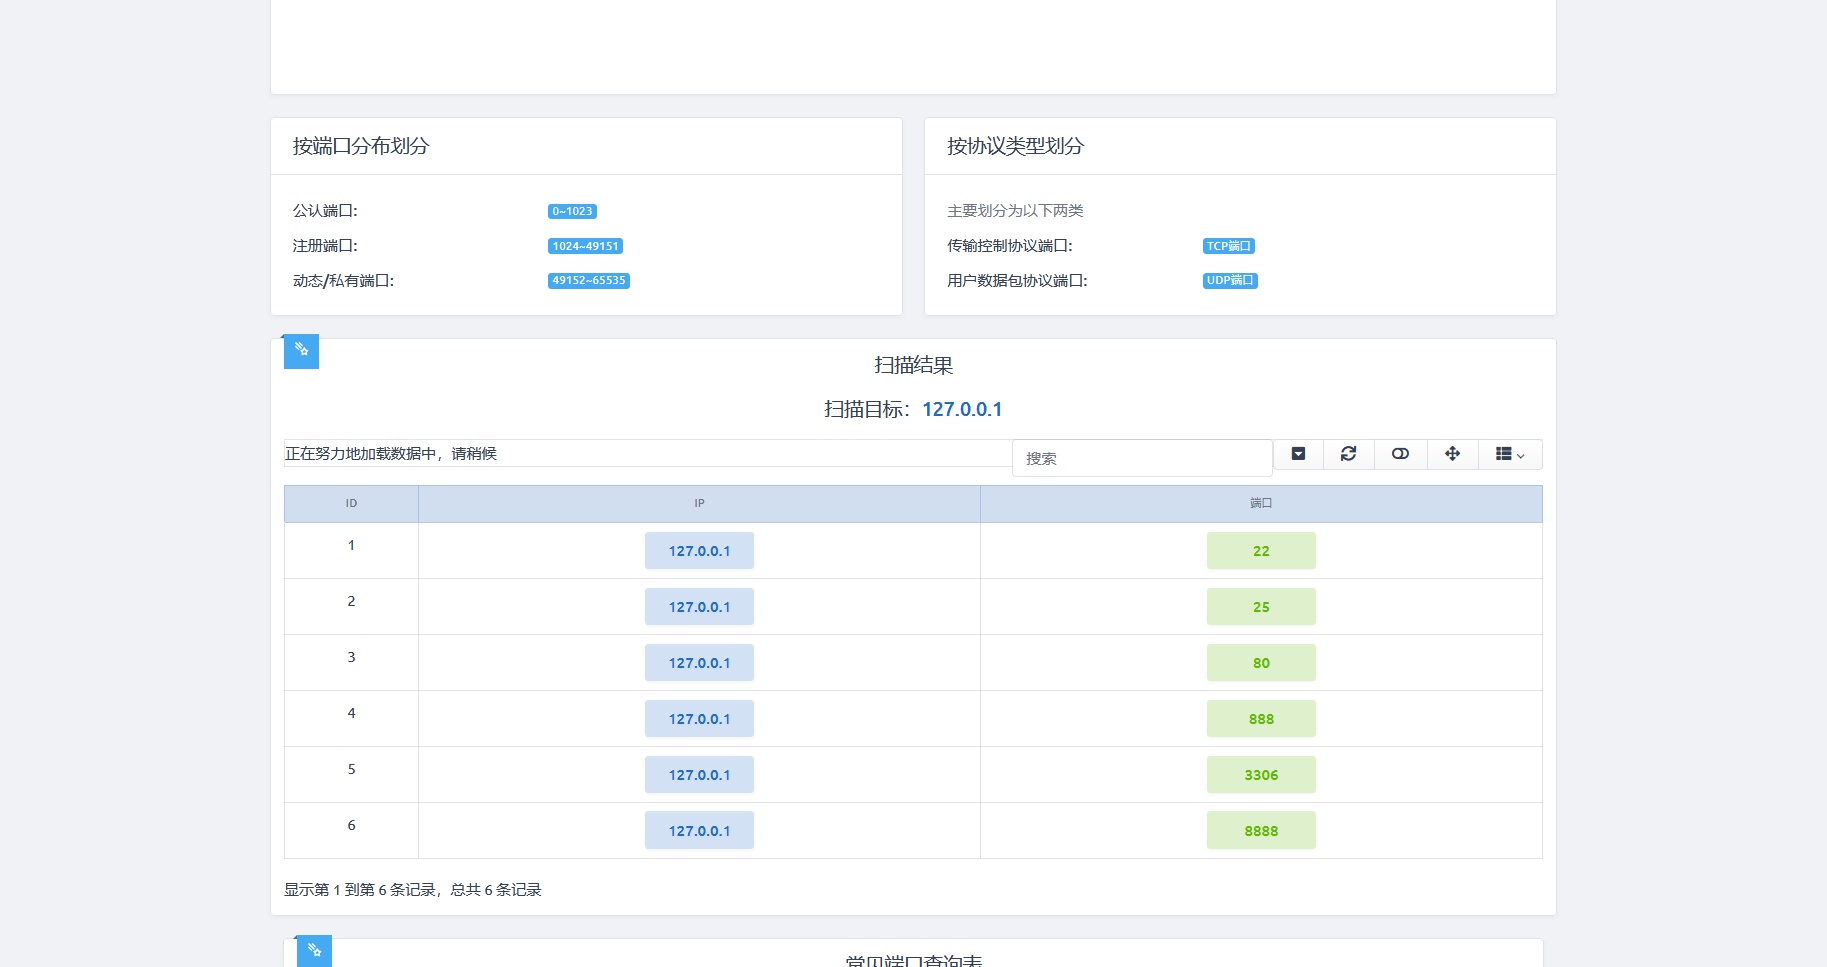 按端口分布划分
公认端口: 0~1023
注册端口: 1024~49151
动态/私有端口: 49152~65535
按协议类型划分
主要划分为以下两类
传输控制协议端口: TCP端口
用户数据包协议端口: UDP端口
扫描结果
扫描目标：127.0.0.1
正在努力地加载数据中，请稍候
搜索
ID IP 端口
1 127.0.0.1 22
2 127.0.0.1 25
3 127.0.0.1 80
4 127.0.0.1 888
5 127.0.0.1 3306
6 127.0.0.1 8888
显示第 1 到第 6 条记录，总共 6 条记录
常见端口查询表